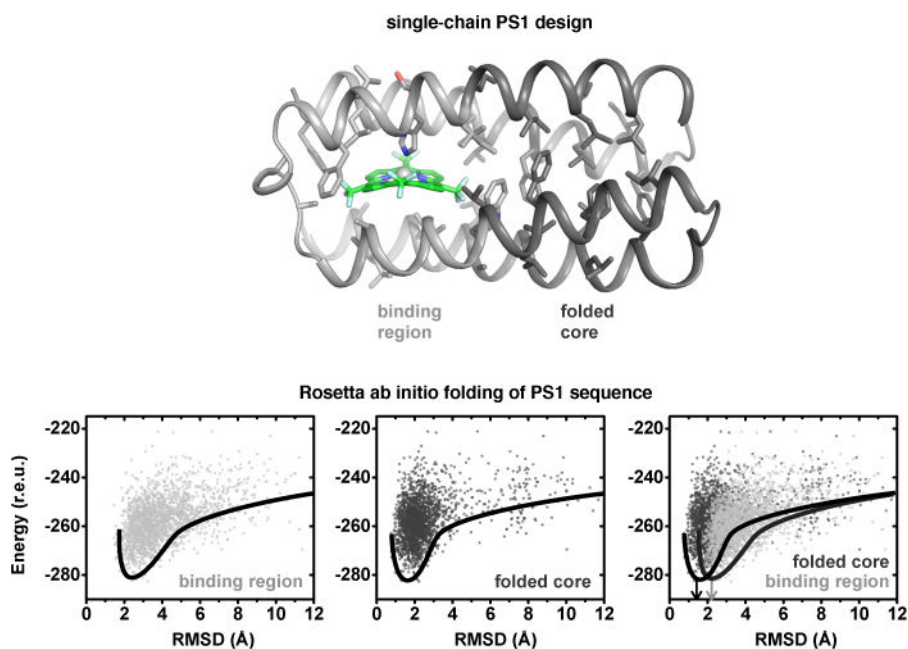 single-chain PS1 design
binding
region
folded
core
Rosetta ab initio folding of PS1 sequence
Energy (r.e.u.)
-220
-240
-260
-280
binding region
0 2 4 6 8 10 12
RMSD (Å)
-220
-240
-260
-280
folded core
0 2 4 6 8 10 12
RMSD (Å)
-220
-240
-260
-280
folded core
binding region
0 2 4 6 8 10 12
RMSD (Å)